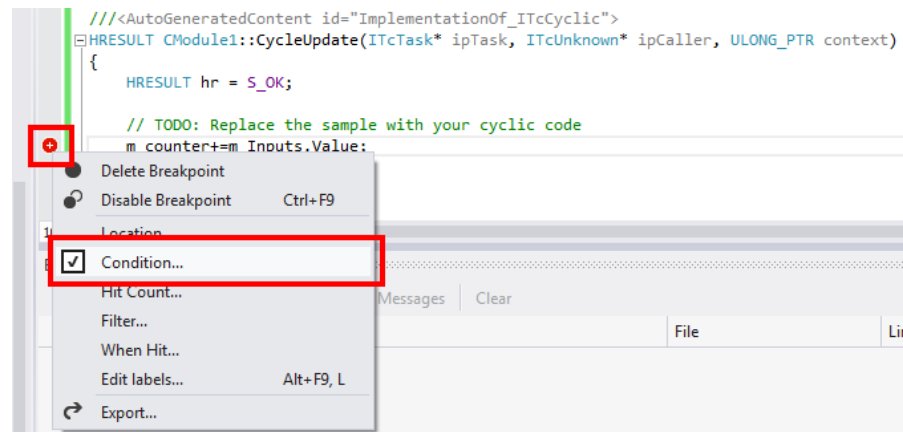 ///<AutoGeneratedContent id="ImplementationOf_ITcCyclic">
HRESULT CModule1::CycleUpdate(ITcTask* ipTask, ITcUnknown* ipCaller, ULONG_PTR context)
{
HRESULT hr = S_OK;
// TODO: Replace the sample with your cyclic code
m_counter+=m_Inputs.Value;
Delete Breakpoint
Disable Breakpoint Ctrl+F9
Location...
Condition...
Hit Count...
Messages Clear
Filter...
File
When Hit...
Edit labels... Alt+F9, L
Export...